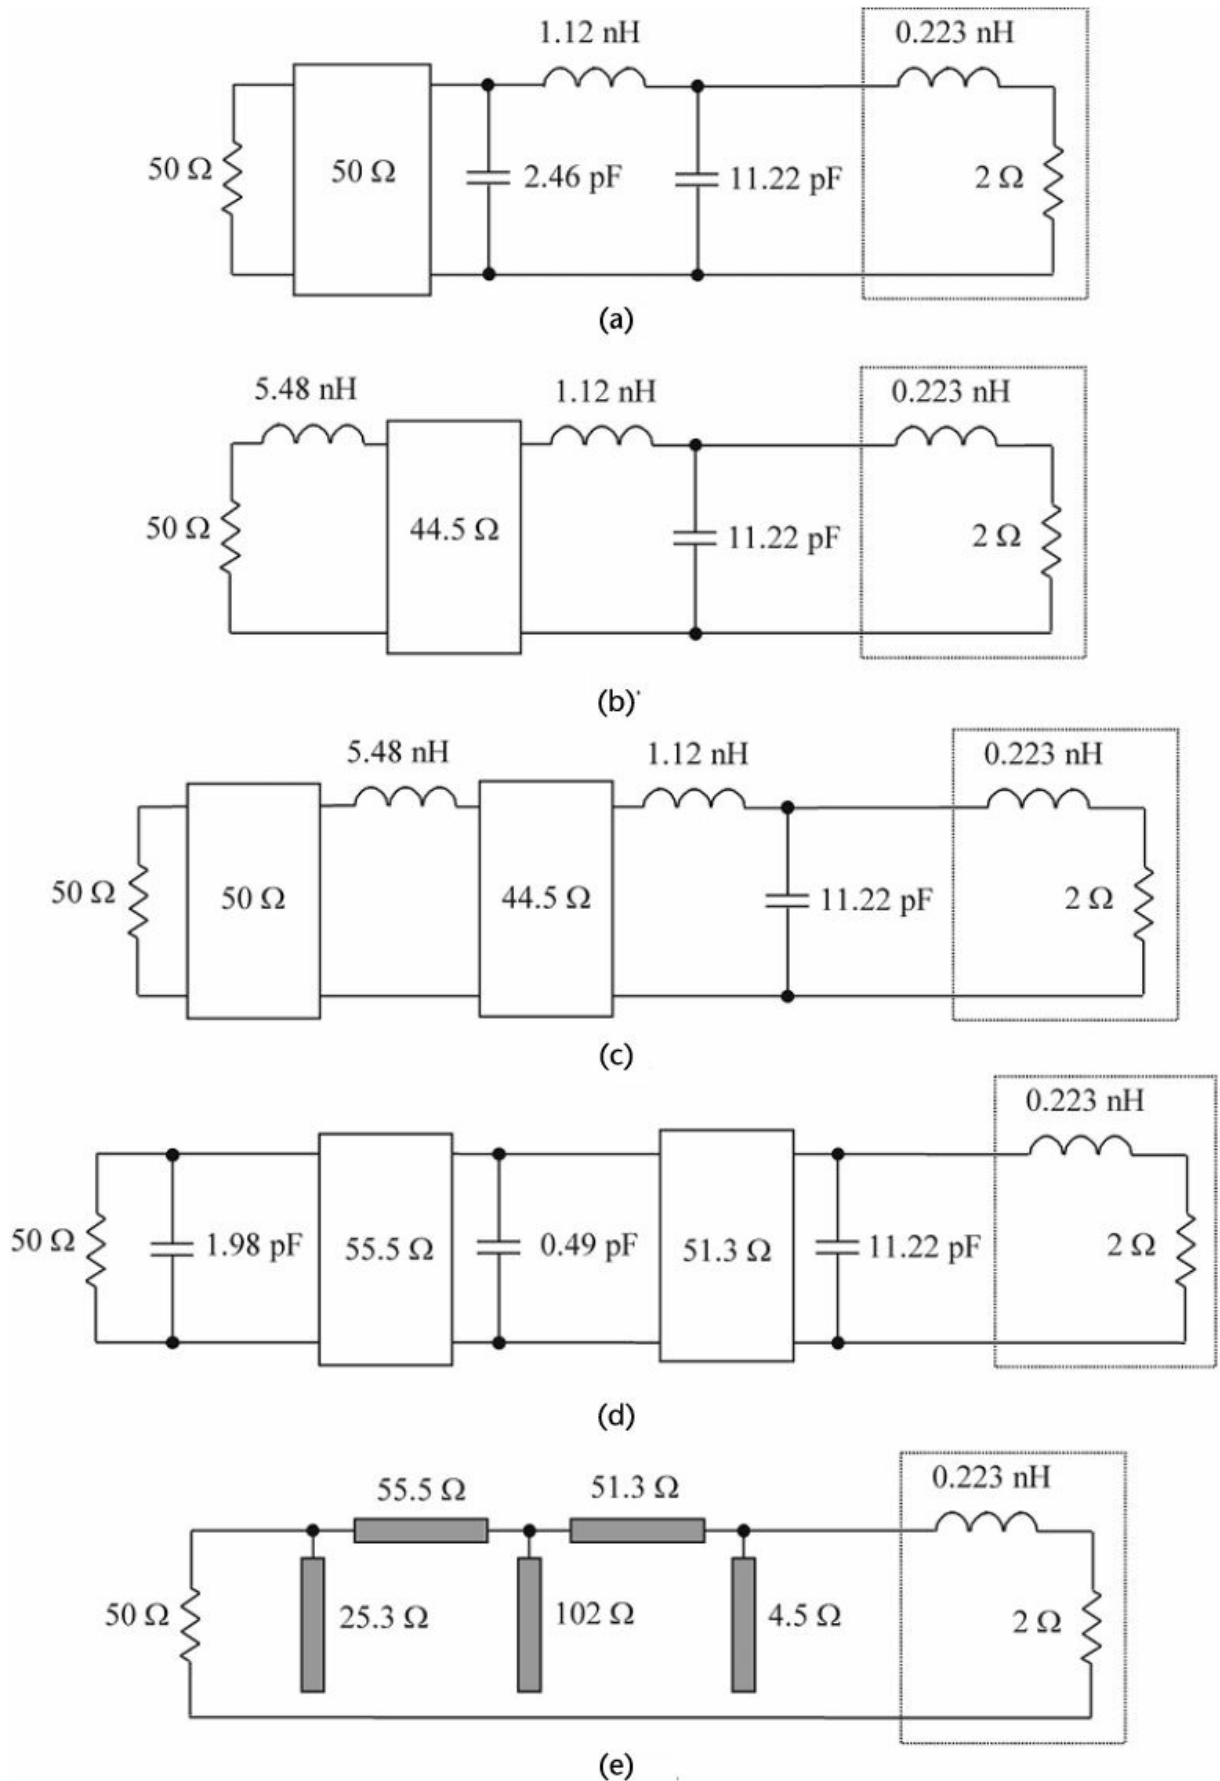 1.12 nH
0.223 nH
50 Ω
50 Ω
2.46 pF
11.22 pF
2 Ω
(a)
5.48 nH
1.12 nH
0.223 nH
50 Ω
44.5 Ω
11.22 pF
2 Ω
(b)
5.48 nH
1.12 nH
0.223 nH
50 Ω
50 Ω
44.5 Ω
11.22 pF
2 Ω
(c)
0.223 nH
50 Ω
1.98 pF
55.5 Ω
0.49 pF
51.3 Ω
11.22 pF
2 Ω
(d)
55.5 Ω
51.3 Ω
0.223 nH
50 Ω
25.3 Ω
102 Ω
4.5 Ω
2 Ω
(e)